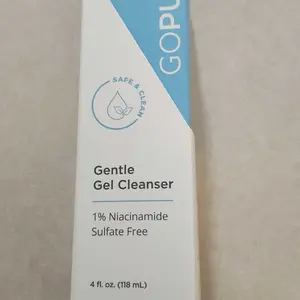 GOPU
SAFE & CLEAN
Gentle
Gel Cleanser
1% Niacinamide
Sulfate Free
4 fl. oz. (118 mL)